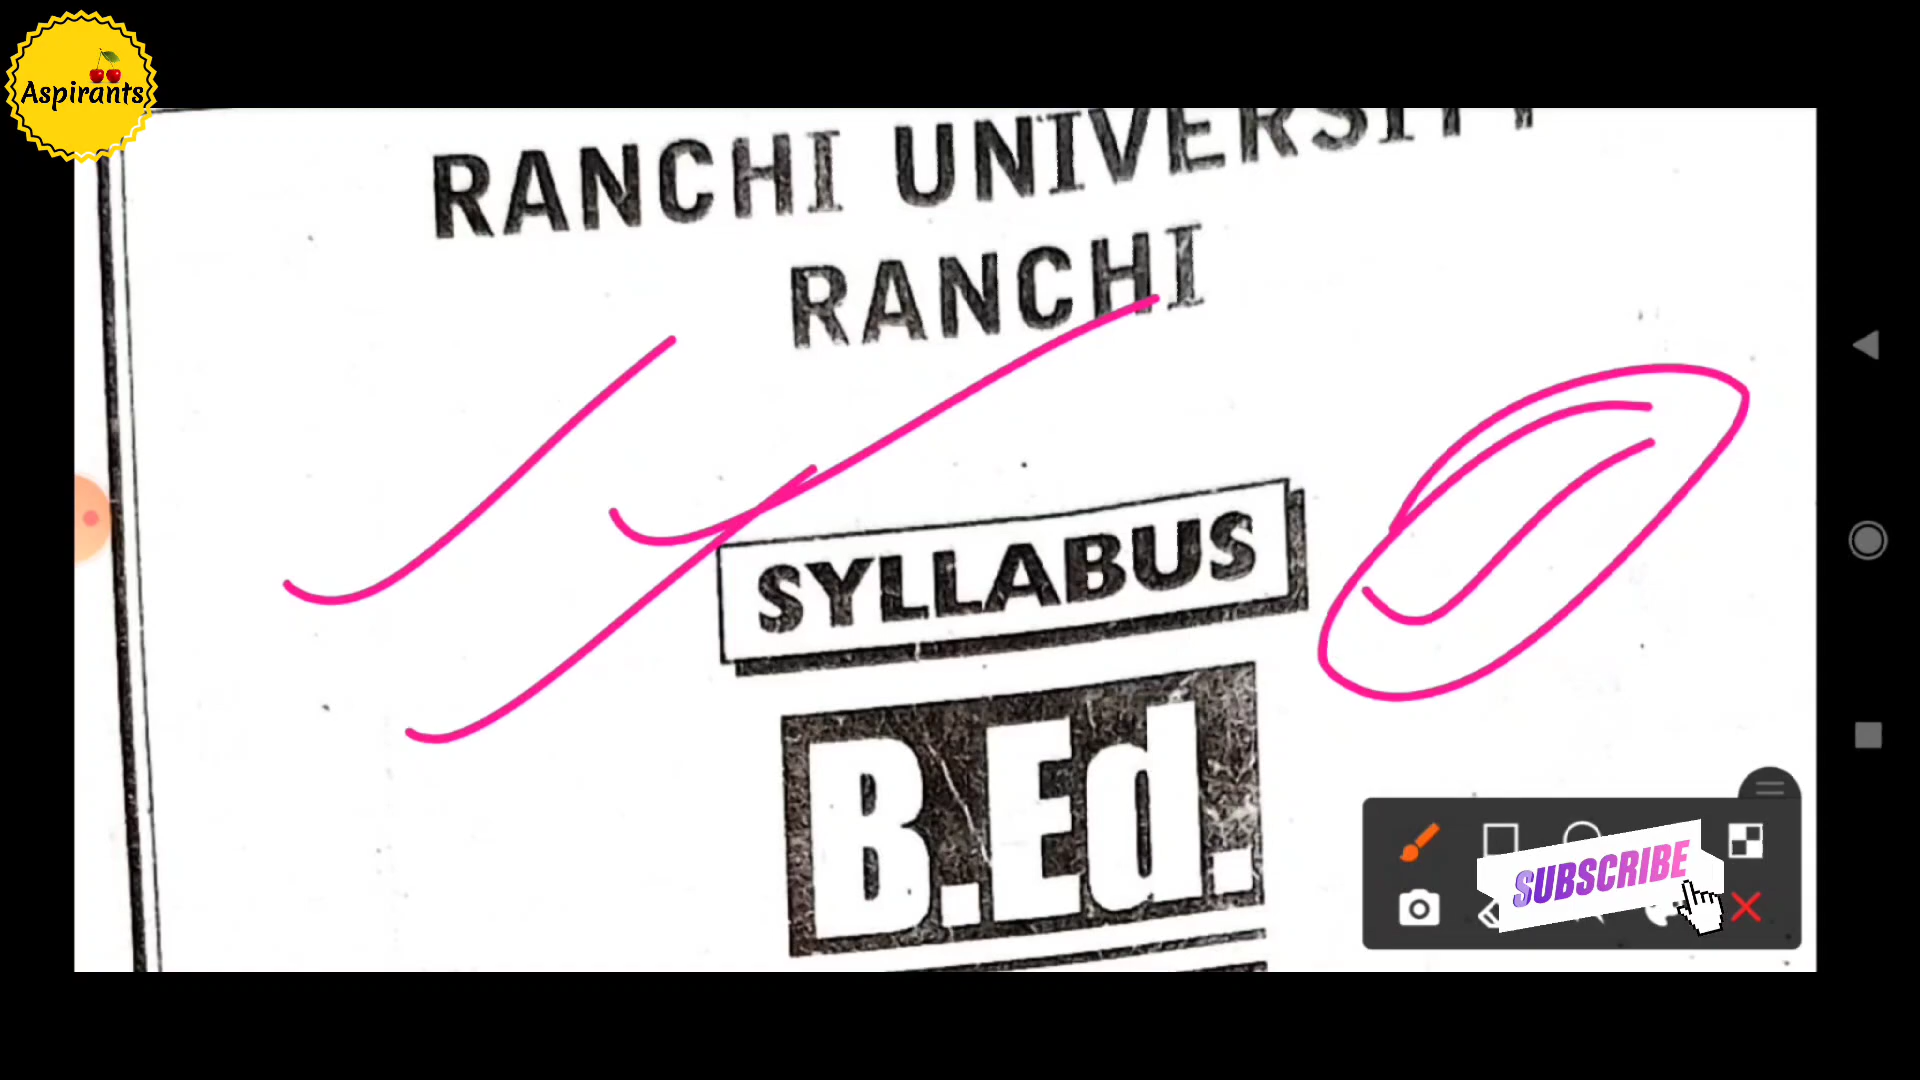 Aspirants
RANCHI UNIVERSITY
RANCHI
SYLLABUS
B.Ed.
SUBSCRIBE